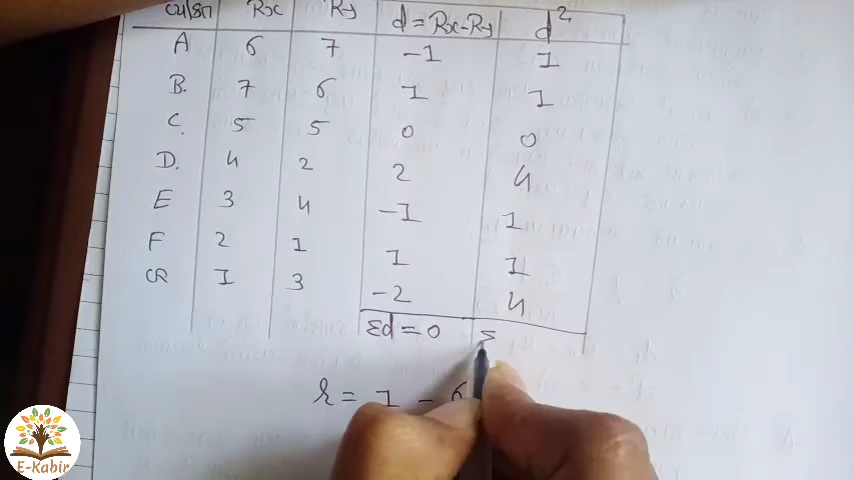 Rx Ry d = Rx-Ry d²
A 6 7 -1 1
B. 7 6 1 1
C. 5 5 0 0
D. 4 2 2 4
E 3 4 -1 1
F 2 1 1 1
G 1 3 -2 4
Σd = 0 Σ
r = 1 - 6
E-Kabir